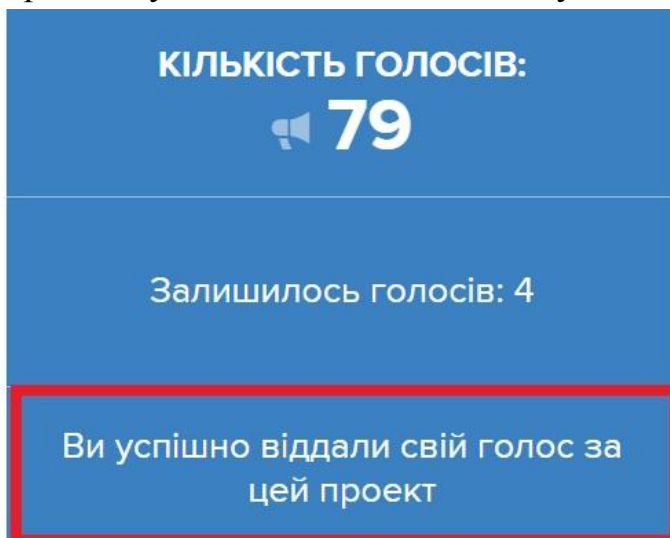 КІЛЬКІСТЬ ГОЛОСІВ:
79
Залишилось голосів: 4
Ви успішно віддали свій голос за
цей проект